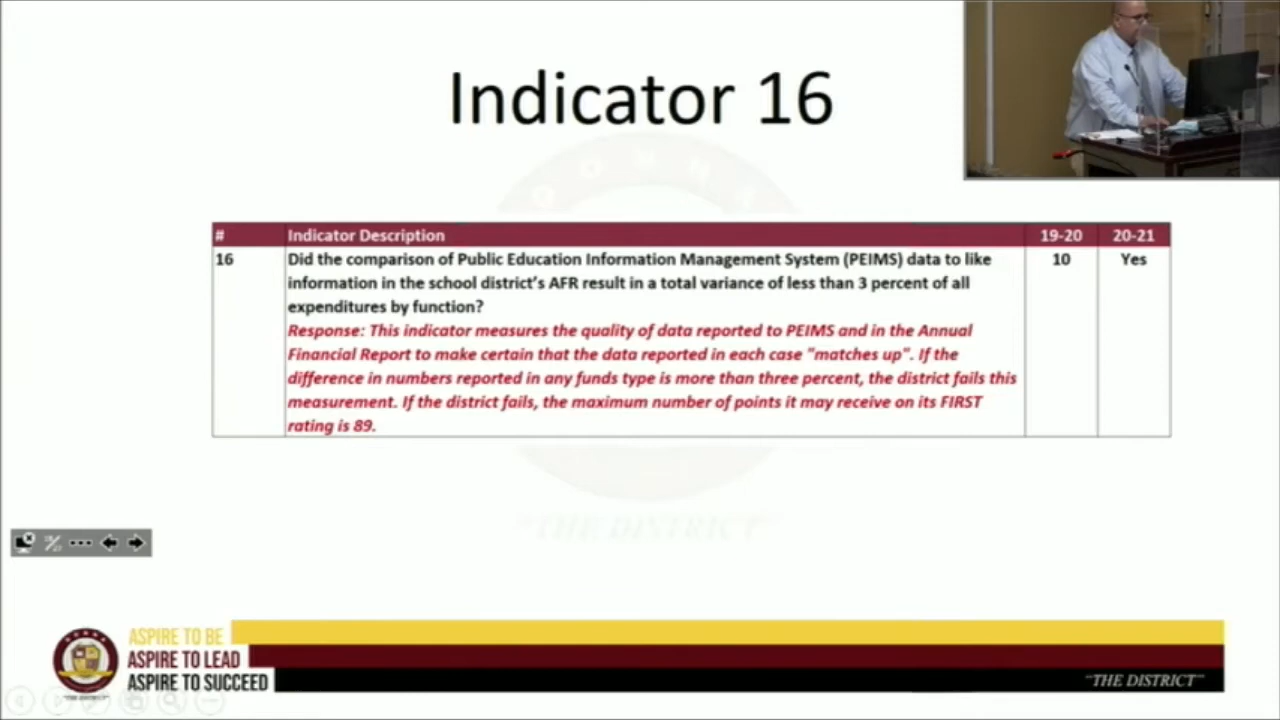 Indicator 16
# Indicator Description 19-20 20-21
16 Did the comparison of Public Education Information Management System (PEIMS) data to like 10 Yes
information in the school district's AFR result in a total variance of less than 3 percent of all
expenditures by function?
Response: This indicator measures the quality of data reported to PEIMS and in the Annual
Financial Report to make certain that the data reported in each case "matches up". If the
difference in numbers reported in any funds type is more than three percent, the district fails this
measurement. If the district fails, the maximum number of points it may receive on its FIRST
rating is 89.
"THE DISTRICT"
ASPIRE TO BE
ASPIRE TO LEAD
ASPIRE TO SUCCEED
"THE DISTRICT"
DONNA
"THE DISTRICT"